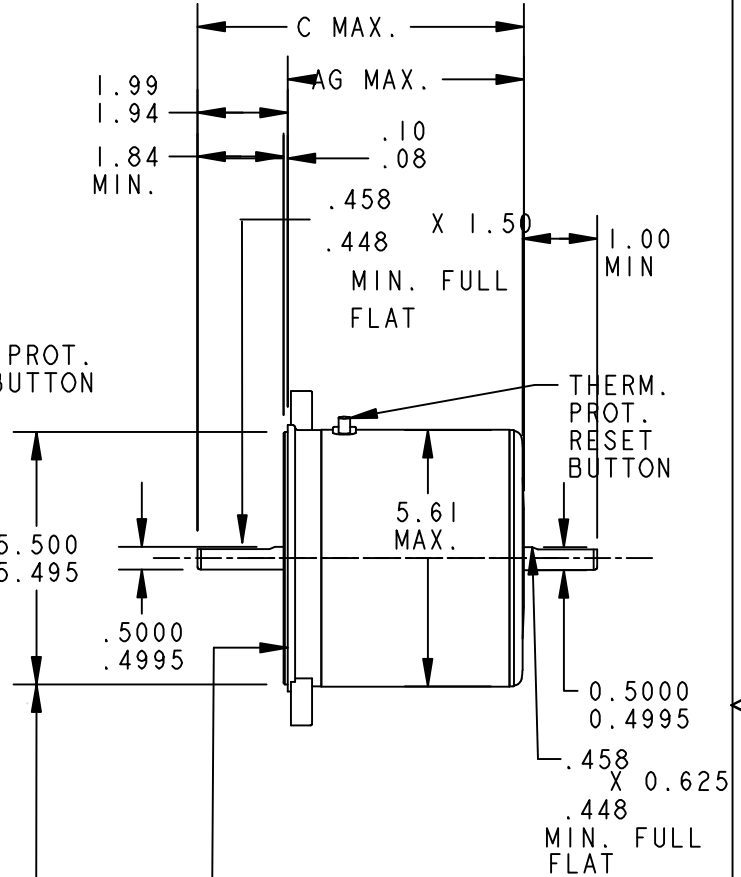 C MAX.
AG MAX.
1.99
1.94
.10
.08
1.84
MIN.
.458
.448
X 1.50
MIN. FULL
FLAT
1.00
MIN
PROT.
BUTTON
THERM.
PROT.
RESET
BUTTON
5.61
MAX.
5.500
5.495
.5000
.4995
0.5000
0.4995
.458
X 0.625
.448
MIN. FULL
FLAT